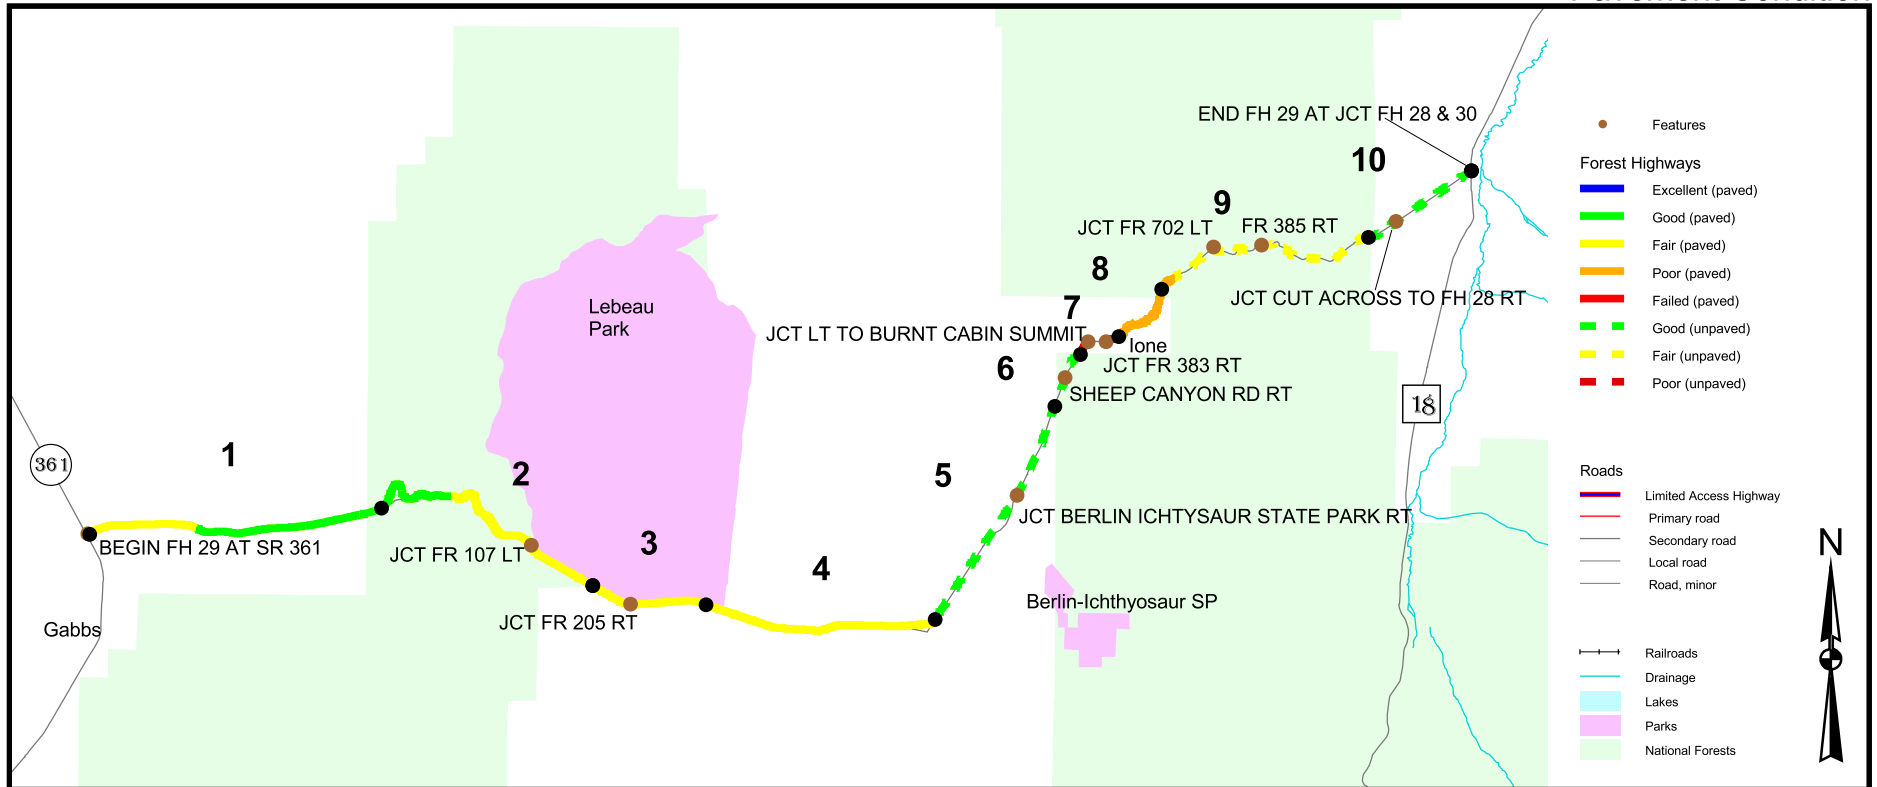 Pavement Condition
END FH 29 AT JCT FH 28 & 30
10
9
JCT FR 702 LT
FR 385 RT
8
JCT CUT ACROSS TO FH 28 RT
7
JCT LT TO BURNT CABIN SUMMIT
Ione
6
JCT FR 383 RT
SHEEP CANYON RD RT
Lebeau
Park
18
1
361
2
5
BEGIN FH 29 AT SR 361
JCT FR 107 LT
3
JCT BERLIN ICHTYSAUR STATE PARK RT
4
Gabbs
JCT FR 205 RT
Berlin-Ichthyosaur SP
Features
Forest Highways
Excellent (paved)
Good (paved)
Fair (paved)
Poor (paved)
Failed (paved)
Good (unpaved)
Fair (unpaved)
Poor (unpaved)
Roads
Limited Access Highway
Primary road
Secondary road
Local road
Road, minor
Railroads
Drainage
Lakes
Parks
National Forests
N